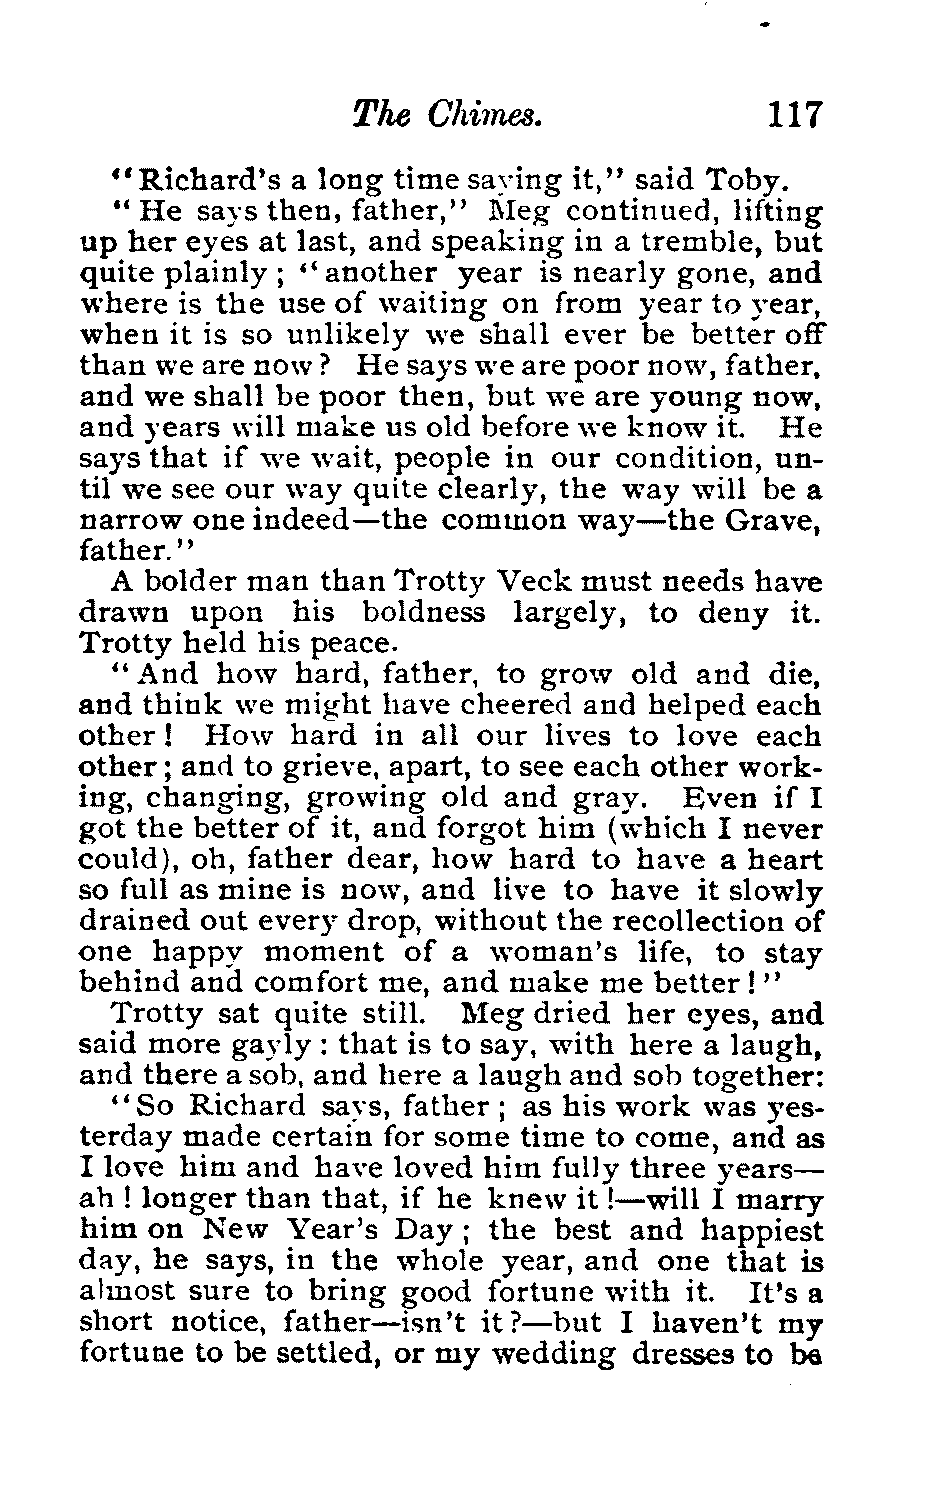 The Chimes. 117
"Richard's a long time saying it," said Toby.
"He says then, father," Meg continued, lifting
up her eyes at last, and speaking in a tremble, but
quite plainly; "another year is nearly gone, and
where is the use of waiting on from year to year,
when it is so unlikely we shall ever be better off
than we are now? He says we are poor now, father,
and we shall be poor then, but we are young now,
and years will make us old before we know it. He
says that if we wait, people in our condition, un-
til we see our way quite clearly, the way will be a
narrow one indeed—the common way—the Grave,
father."
A bolder man than Trotty Veck must needs have
drawn upon his boldness largely, to deny it.
Trotty held his peace.
"And how hard, father, to grow old and die,
and think we might have cheered and helped each
other! How hard in all our lives to love each
other; and to grieve, apart, to see each other work-
ing, changing, growing old and gray. Even if I
got the better of it, and forgot him (which I never
could), oh, father dear, how hard to have a heart
so full as mine is now, and live to have it slowly
drained out every drop, without the recollection of
one happy moment of a woman's life, to stay
behind and comfort me, and make me better!"
Trotty sat quite still. Meg dried her eyes, and
said more gayly: that is to say, with here a laugh,
and there a sob, and here a laugh and sob together:
"So Richard says, father; as his work was yes-
terday made certain for some time to come, and as
I love him and have loved him fully three years—
ah! longer than that, if he knew it!—will I marry
him on New Year's Day; the best and happiest
day, he says, in the whole year, and one that is
almost sure to bring good fortune with it. It's a
short notice, father—isn't it?—but I haven't my
fortune to be settled, or my wedding dresses to be